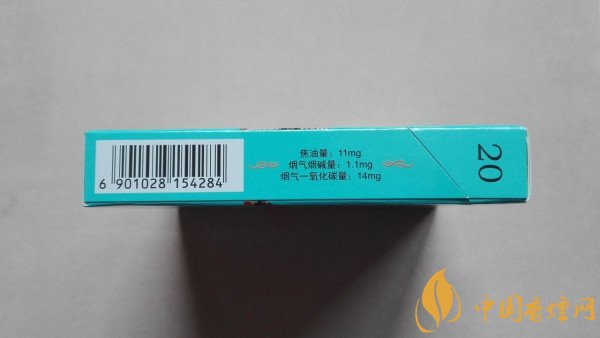 焦油量：11mg
烟气烟碱量：1.1mg
烟气一氧化碳量：14mg
6 901028 154284
20
中国香烟网